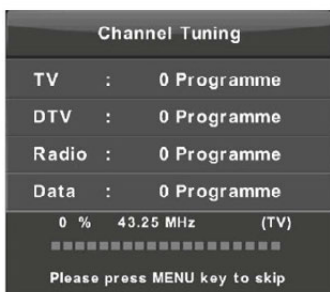 Channel Tuning
TV : 0 Programme
DTV : 0 Programme
Radio : 0 Programme
Data : 0 Programme
0 % 43.25 MHz (TV)
Please press MENU key to skip